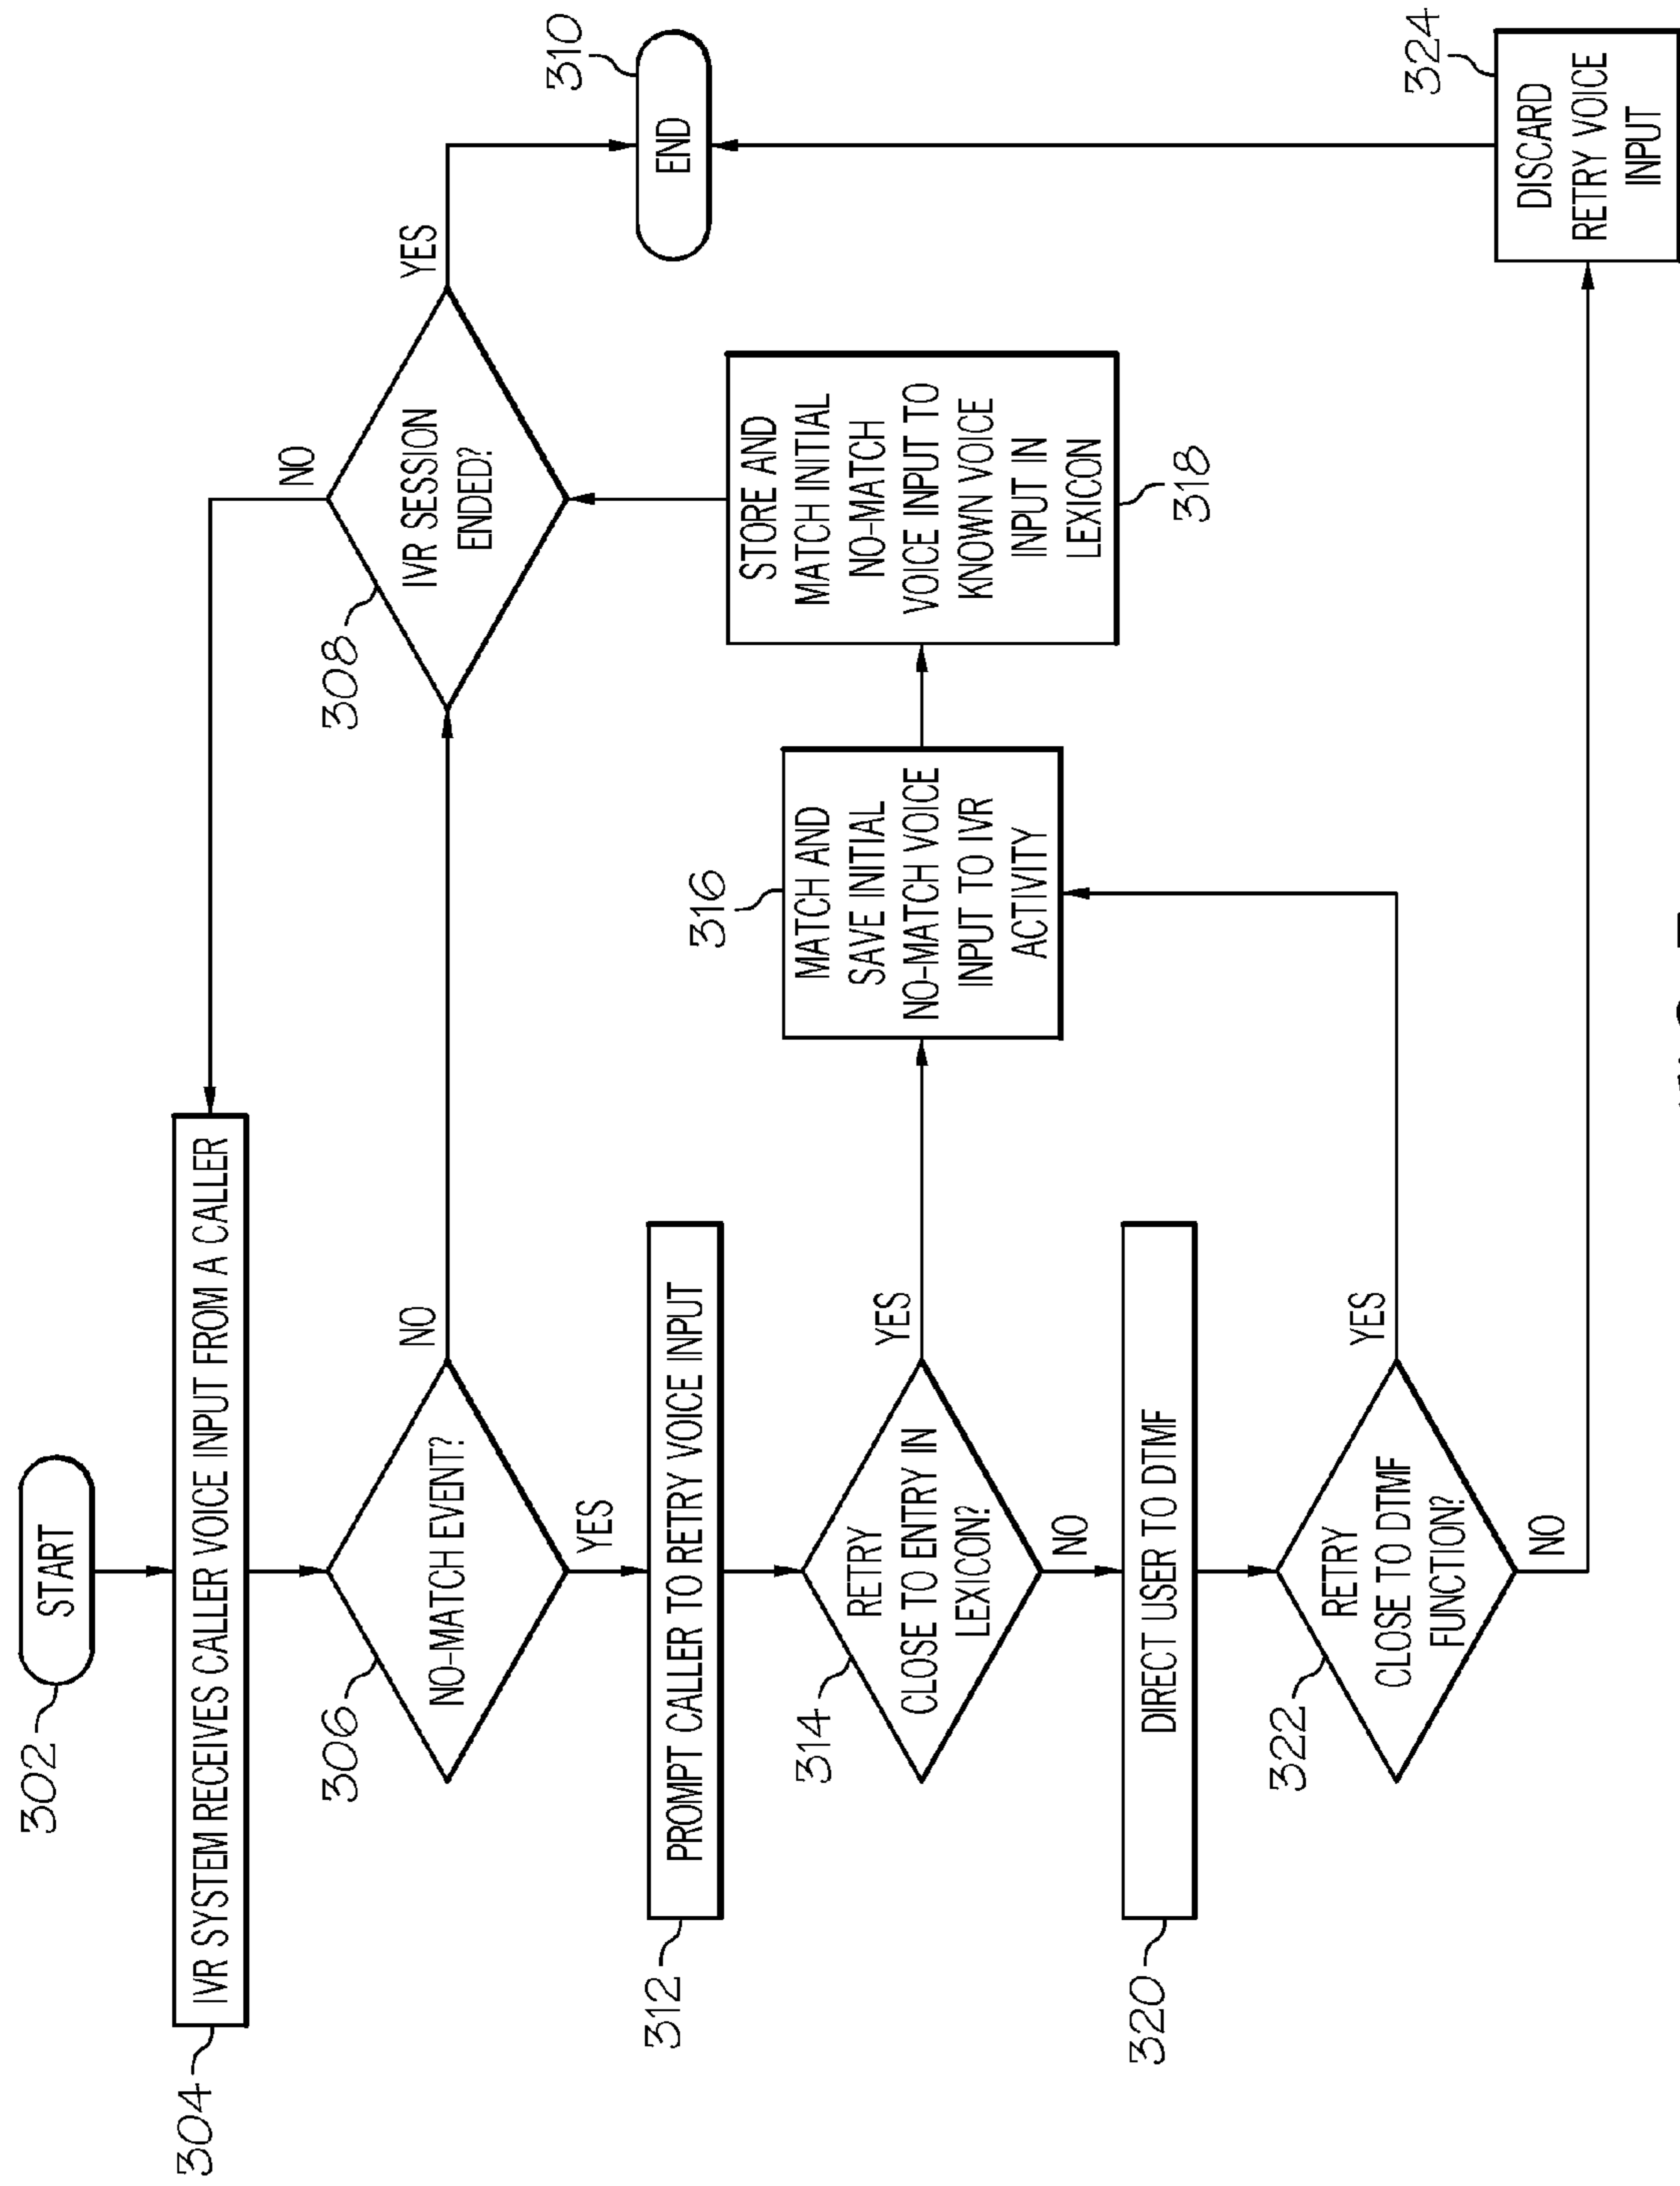 302
START
304
IVR SYSTEM RECEIVES CALLER VOICE INPUT FROM A CALLER
306
NO-MATCH EVENT?
NO
YES
308
IVR SESSION
ENDED?
NO
YES
310
END
312
PROMPT CALLER TO RETRY VOICE INPUT
314
RETRY
CLOSE TO ENTRY IN
LEXICON?
YES
NO
316
MATCH AND
SAVE INITIAL
NO-MATCH VOICE
INPUT TO IVR
ACTIVITY
STORE AND
MATCH INITIAL
NO-MATCH
VOICE INPUT TO
KNOWN VOICE
INPUT IN
LEXICON
318
320
DIRECT USER TO DTMF
322
RETRY
CLOSE TO DTMF
FUNCTION?
YES
NO
324
DISCARD
RETRY VOICE
INPUT